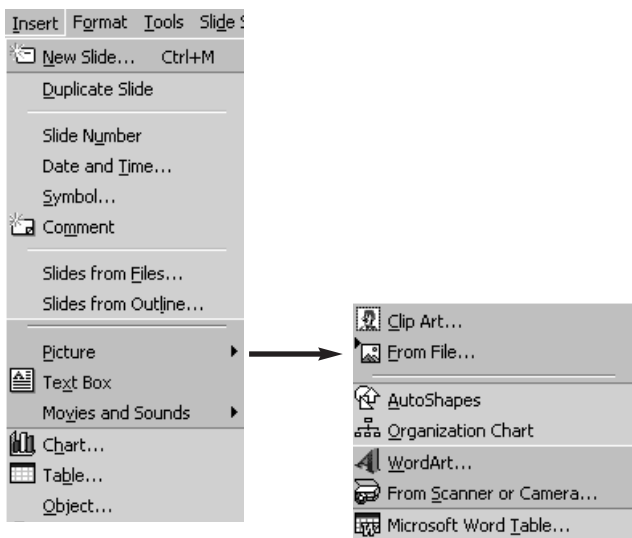 Insert Format Tools Slide S
New Slide... Ctrl+M
Duplicate Slide
Slide Number
Date and Time...
Symbol...
Comment
Slides from Files...
Slides from Outline...
Picture
Text Box
Movies and Sounds
Chart...
Table...
Object...
Clip Art...
From File...
AutoShapes
Organization Chart
WordArt...
From Scanner or Camera...
Microsoft Word Table...